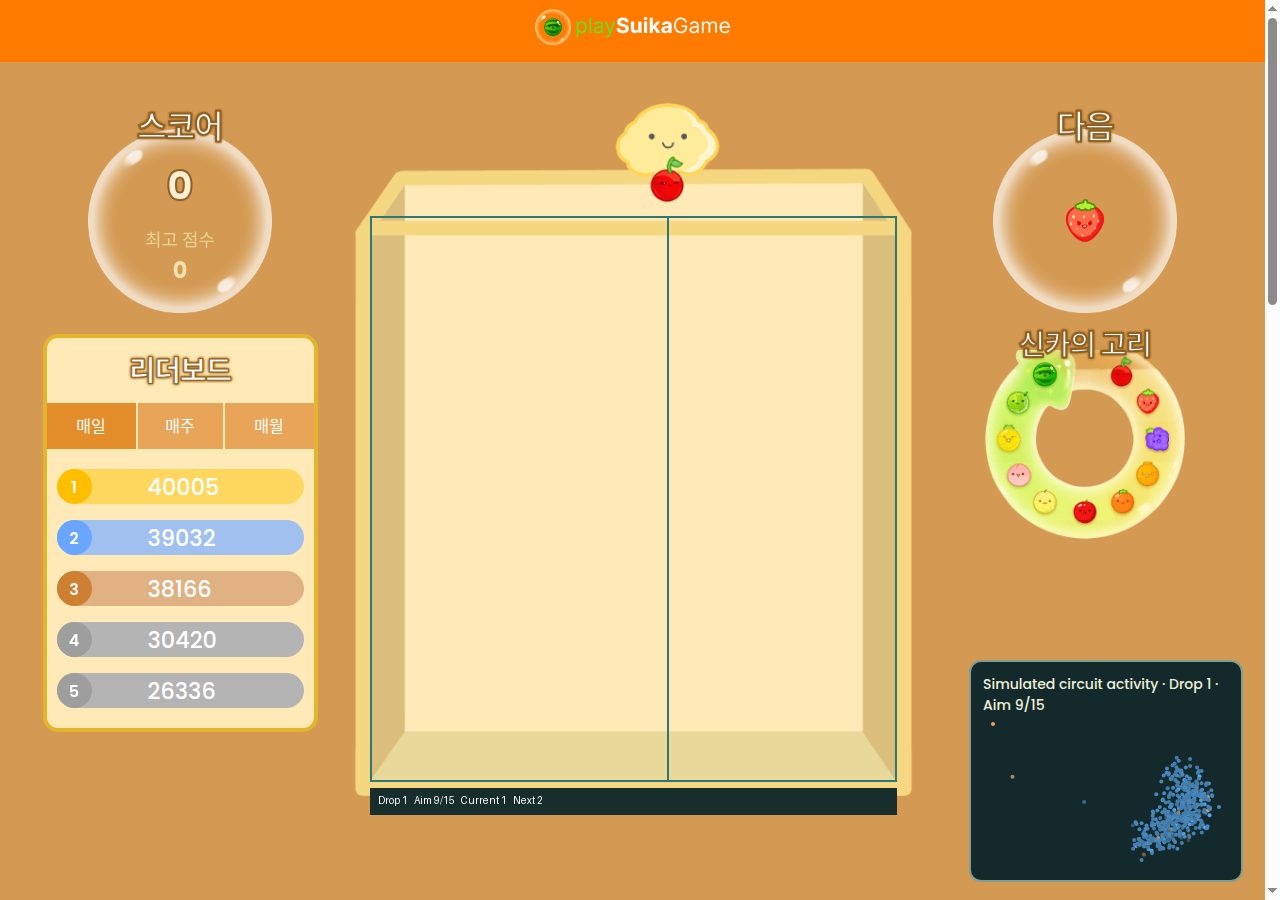 playSuikaGame
스코어
0
최고 점수
0
다음
신카의 고리
리더보드
매일 매주 매월
1 40005
2 39032
3 38166
4 30420
5 26336
Drop 1 Aim 9/15 Current 1 Next 2
Simulated circuit activity · Drop 1 ·
Aim 9/15